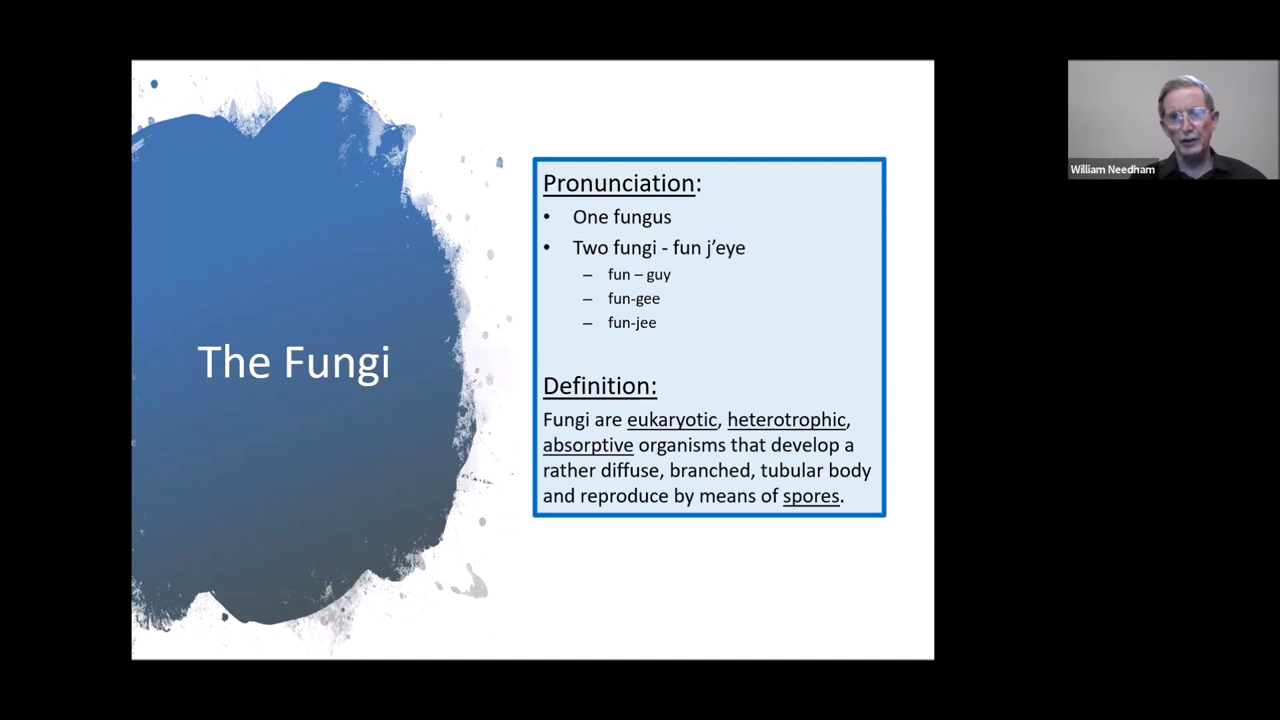 The Fungi
Pronunciation:
• One fungus
• Two fungi - fun j’eye
– fun – guy
– fun-gee
– fun-jee
Definition:
Fungi are eukaryotic, heterotrophic,
absorptive organisms that develop a
rather diffuse, branched, tubular body
and reproduce by means of spores.
William Needham